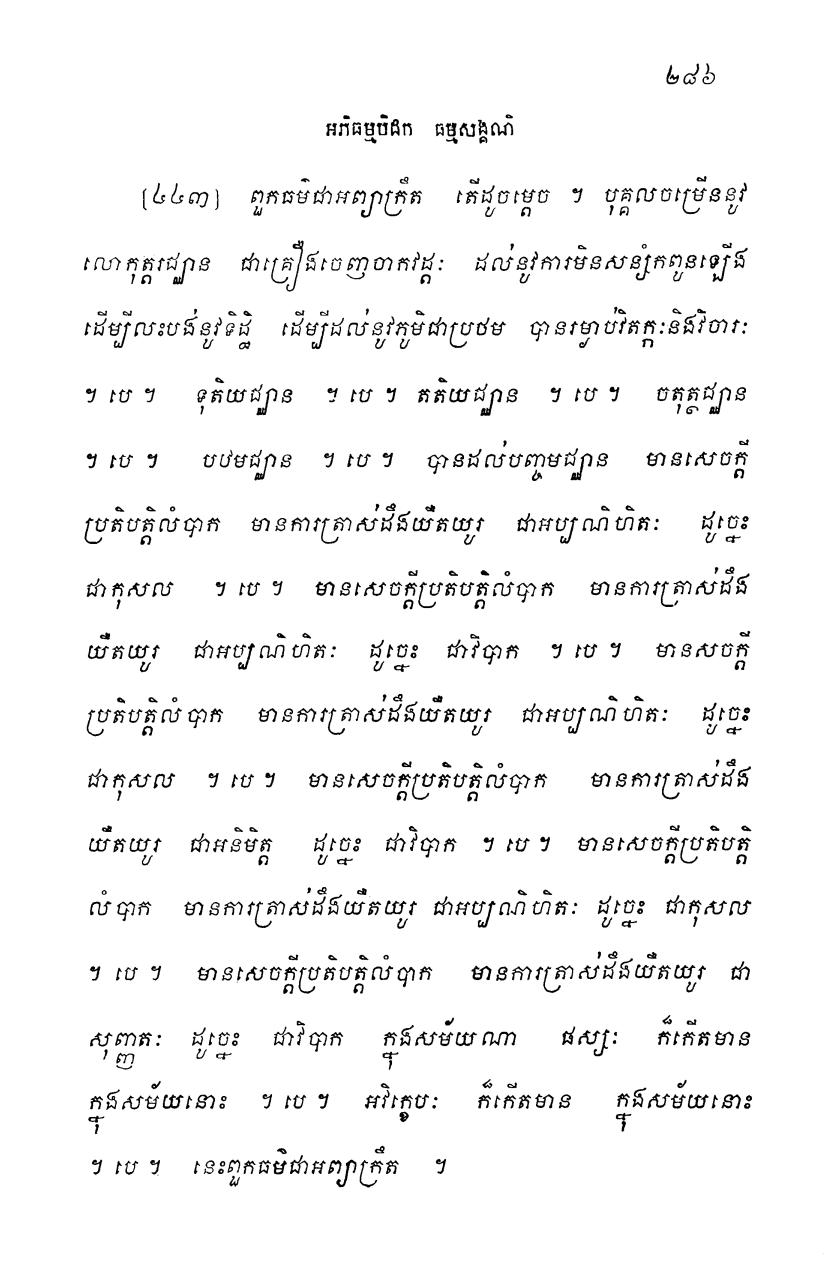 ២៨៦
អភិធម្មបិដក ធម្មសង្គណិ
[៤៤៣] ពួកធម៌ជាអព្យាក្រឹត តើដូចម្តេច ។ បុគ្គលចម្រើននូវ
លោកុត្តរជ្ឈាន ជាគ្រឿងចេញចាកវដ្តៈ ដល់នូវការមិនសន្សំកពូនឡើង
ដើម្បីលះបង់នូវទិដ្ឋិ ដើម្បីដល់នូវភូមិជាប្រថម បានរម្ងាប់វិតក្កៈនិងវិចារៈ
។ បេ ។ ទុតិយជ្ឈាន ។ បេ ។ តតិយជ្ឈាន ។ បេ ។ ចតុត្ថជ្ឈាន
។ បេ ។ បឋមជ្ឈាន ។ បេ ។ បានដល់បញ្ចមជ្ឈាន មានសេចក្តី
ប្រតិបត្តិលំបាក មានការត្រាស់ដឹងយឺតយូរ ជាអប្បណិហិតៈ ដូច្នេះ
ជាកុសល ។ បេ ។ មានសេចក្តីប្រតិបត្តិលំបាក មានការត្រាស់ដឹង
យឺតយូរ ជាអប្បណិហិតៈ ដូច្នេះ ជាវិបាក ។ បេ ។ មានសេចក្តី
ប្រតិបត្តិលំបាក មានការត្រាស់ដឹងយឺតយូរ ជាអប្បណិហិតៈ ដូច្នេះ
ជាកុសល ។ បេ ។ មានសេចក្តីប្រតិបត្តិលំបាក មានការត្រាស់ដឹង
យឺតយូរ ជាអនិមិត្ត ដូច្នេះ ជាវិបាក ។ បេ ។ មានសេចក្តីប្រតិបត្តិ
លំបាក មានការត្រាស់ដឹងយឺតយូរ ជាអប្បណិហិតៈ ដូច្នេះ ជាកុសល
។ បេ ។ មានសេចក្តីប្រតិបត្តិលំបាក មានការត្រាស់ដឹងយឺតយូរ ជា
សុញ្ញតៈ ដូច្នេះ ជាវិបាក ក្នុងសម័យណា ផស្សៈ ក៏កើតមាន
ក្នុងសម័យនោះ ។ បេ ។ អវិក្ខេបៈ ក៏កើតមាន ក្នុងសម័យនោះ
។ បេ ។ នេះពួកធម៌ជាអព្យាក្រឹត ។